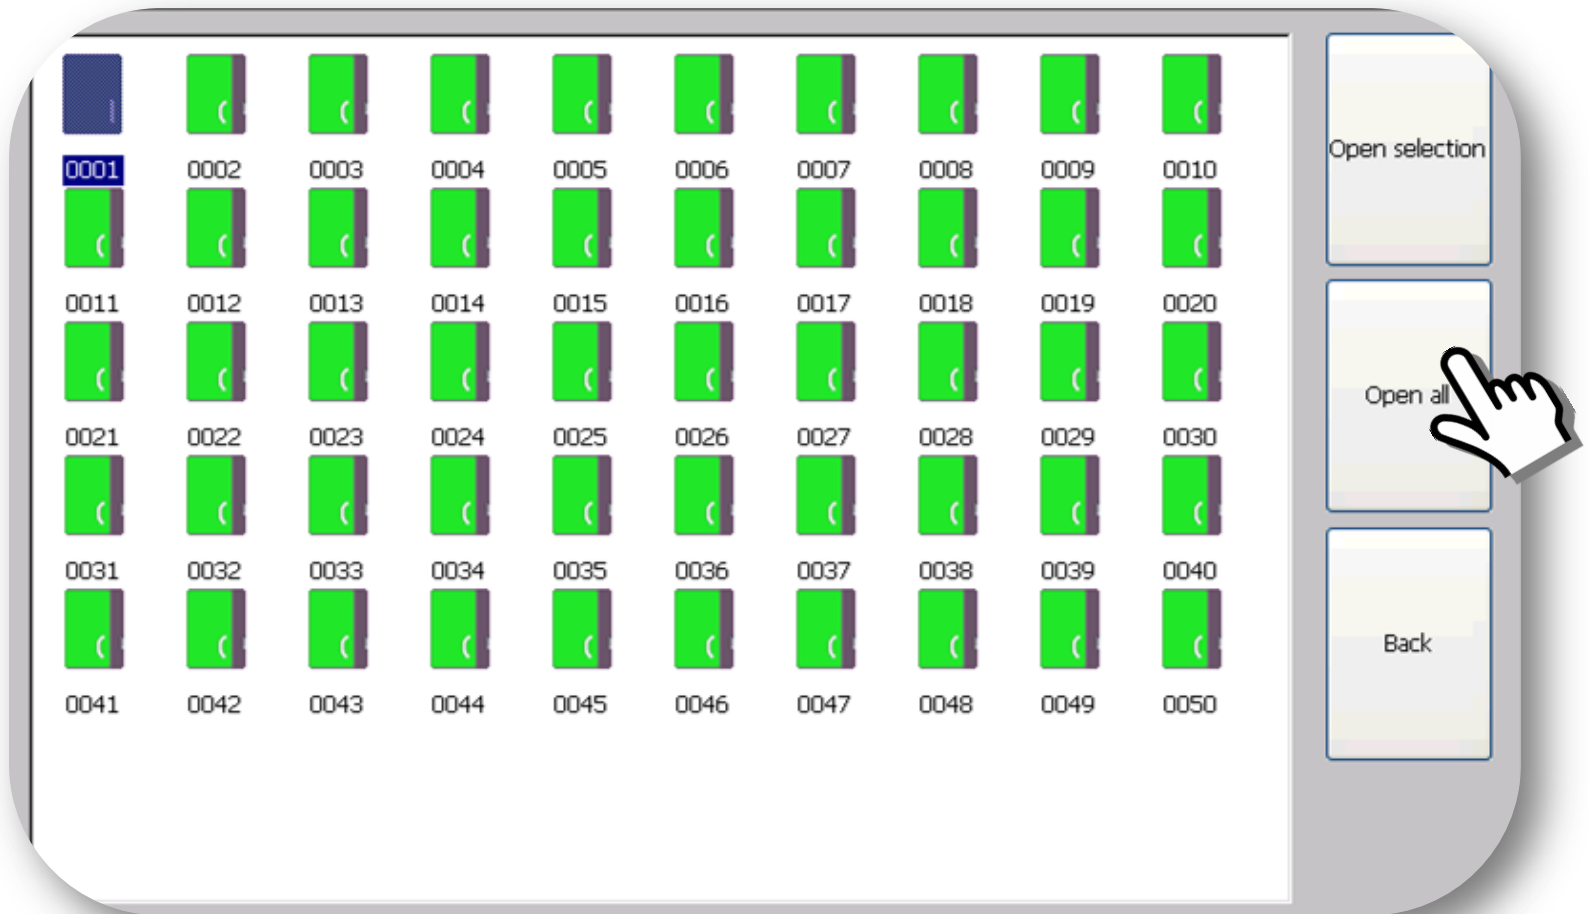 0001 0002 0003 0004 0005 0006 0007 0008 0009 0010
0011 0012 0013 0014 0015 0016 0017 0018 0019 0020
0021 0022 0023 0024 0025 0026 0027 0028 0029 0030
0031 0032 0033 0034 0035 0036 0037 0038 0039 0040
0041 0042 0043 0044 0045 0046 0047 0048 0049 0050
Open selection
Open all
Back